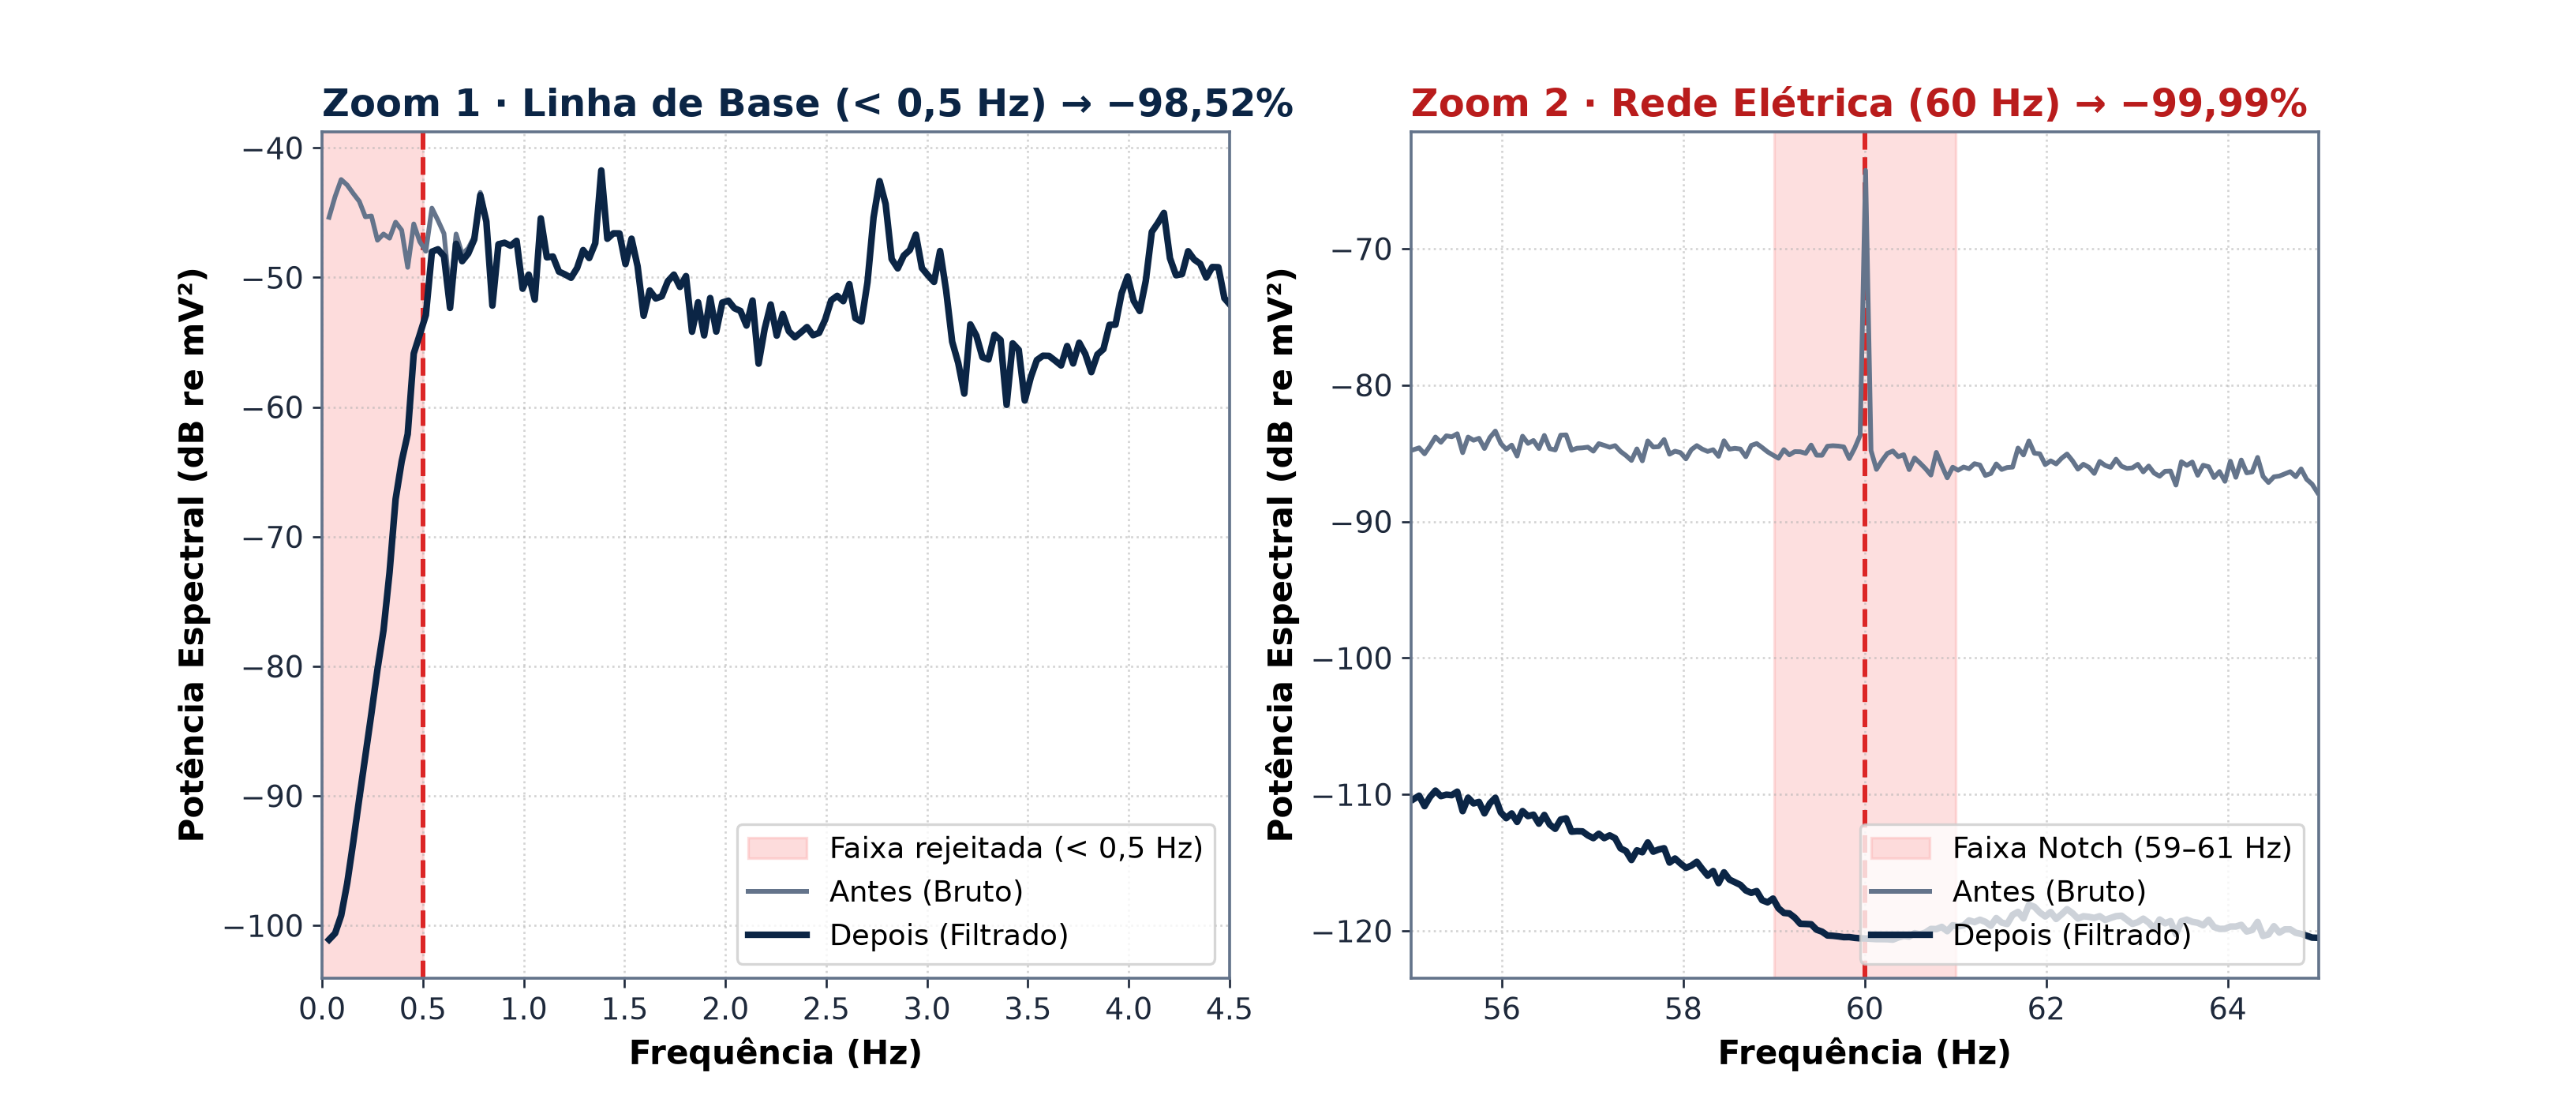 Zoom 1 · Linha de Base (< 0,5 Hz) → −98,52%
Potência Espectral (dB re mV²)
−40
−50
−60
−70
−80
−90
−100
Faixa rejeitada (< 0,5 Hz)
Antes (Bruto)
Depois (Filtrado)
0.0 0.5 1.0 1.5 2.0 2.5 3.0 3.5 4.0 4.5
Frequência (Hz)
Zoom 2 · Rede Elétrica (60 Hz) → −99,99%
Potência Espectral (dB re mV²)
−70
−80
−90
−100
−110
−120
Faixa Notch (59–61 Hz)
Antes (Bruto)
Depois (Filtrado)
56 58 60 62 64
Frequência (Hz)